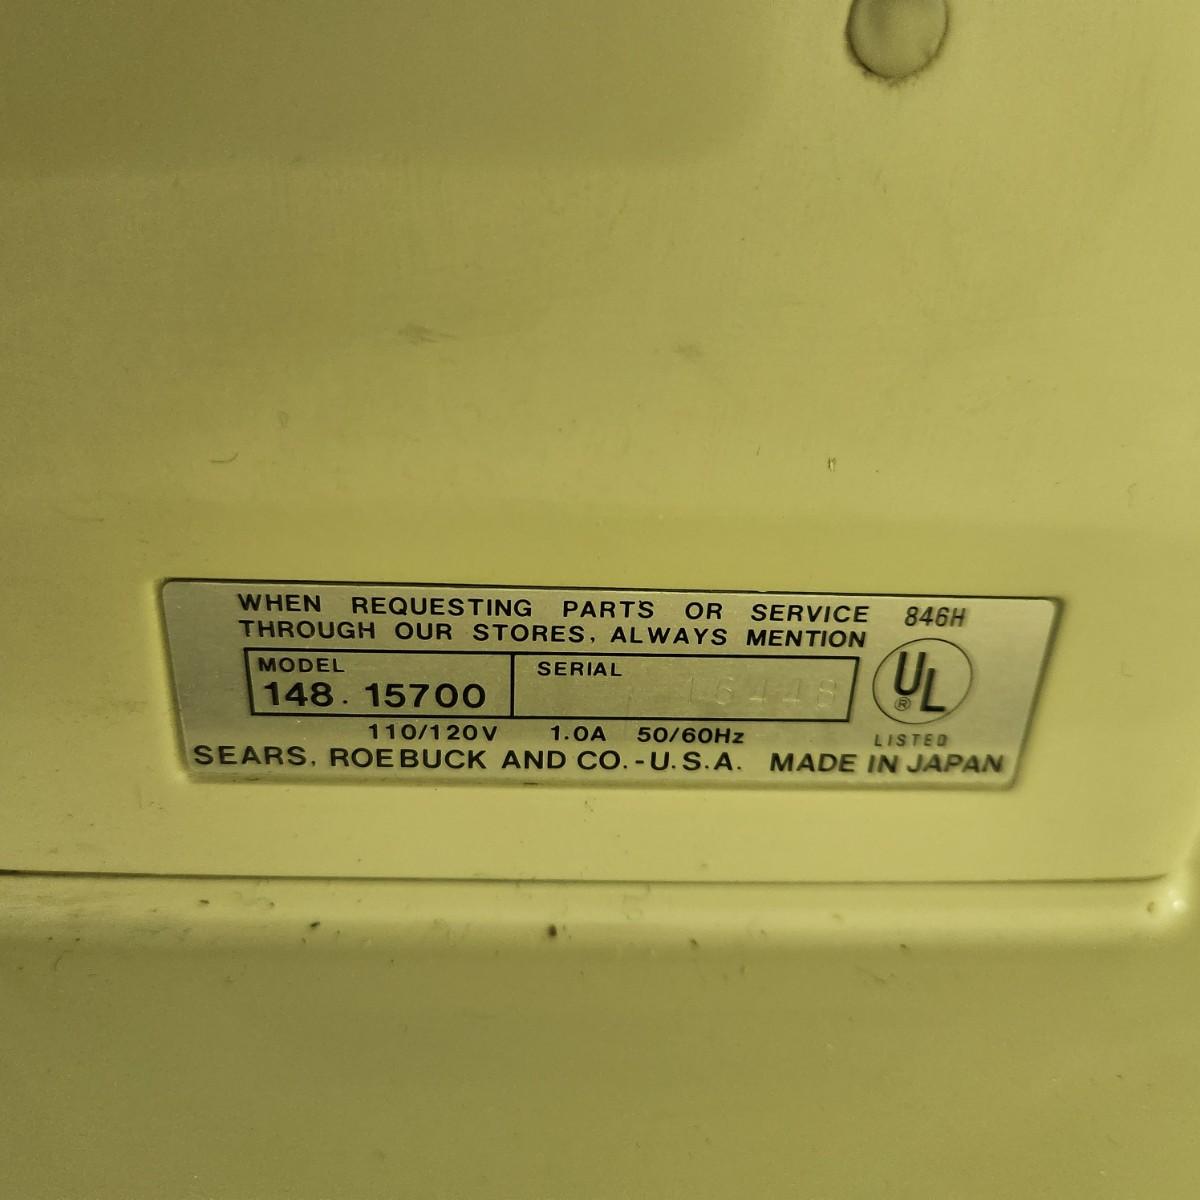 WHEN REQUESTING PARTS OR SERVICE 846H
THROUGH OUR STORES, ALWAYS MENTION
MODEL SERIAL
148. 15700
UL
®
110/120V 1.0A 50/60Hz LISTED
SEARS, ROEBUCK AND CO.-U.S.A. MADE IN JAPAN